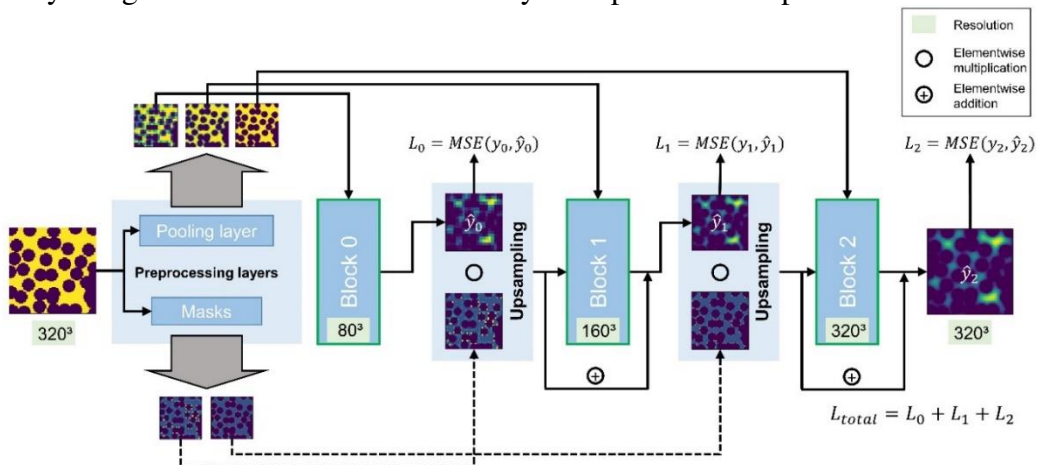 Resolution
Elementwise
multiplication
Elementwise
addition
L₀ = MSE(y₀, ŷ₀)
L₁ = MSE(y₁, ŷ₁)
L₂ = MSE(y₂, ŷ₂)
Pooling layer
Preprocessing layers
Masks
320³
Block 0
80³
ŷ₀
Upsampling
Block 1
160³
ŷ₁
Upsampling
Block 2
320³
ŷ₂
320³
L_total = L₀ + L₁ + L₂